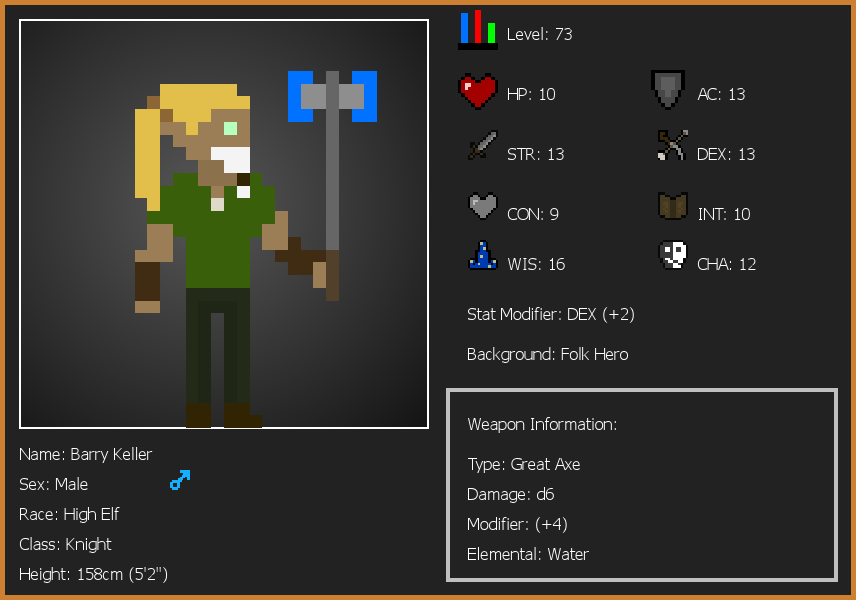 Level: 73
HP: 10
AC: 13
STR: 13
DEX: 13
CON: 9
INT: 10
WIS: 16
CHA: 12
Stat Modifier: DEX (+2)
Background: Folk Hero
Weapon Information:
Type: Great Axe
Damage: d6
Modifier: (+4)
Elemental: Water
Name: Barry Keller
Sex: Male
Race: High Elf
Class: Knight
Height: 158cm (5'2")